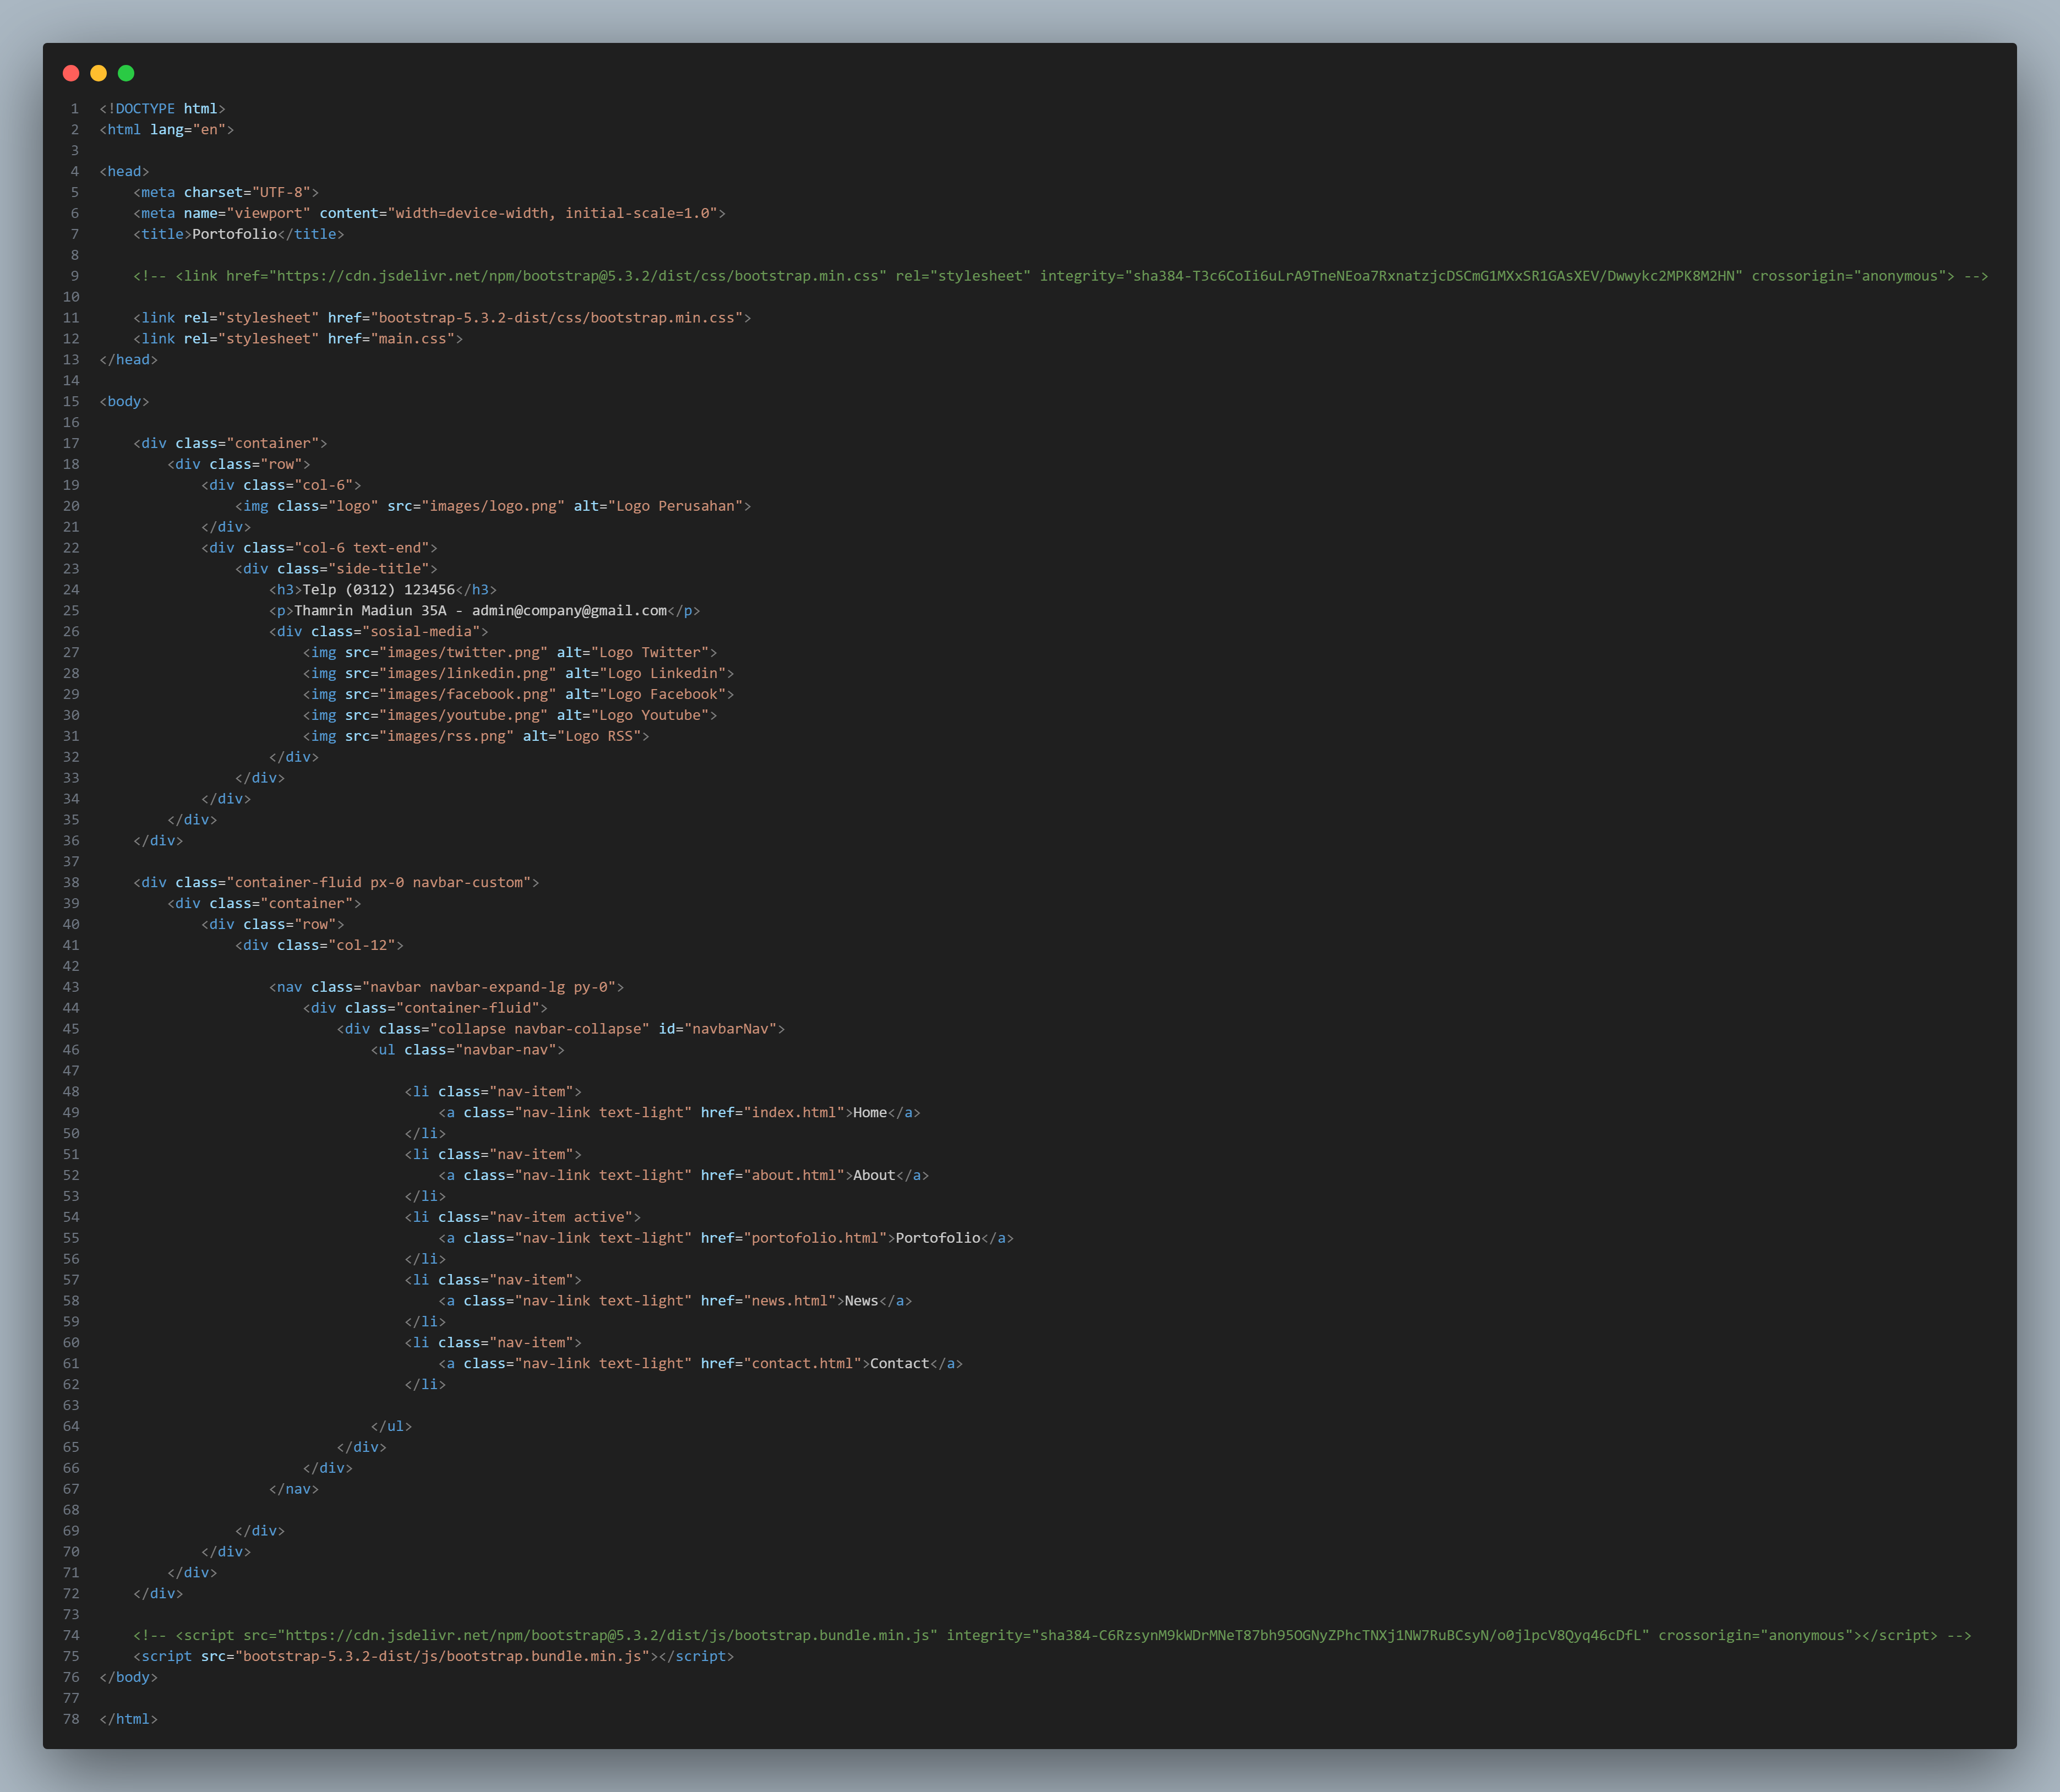 1 <!DOCTYPE html>
2 <html lang="en">
3
4 <head>
5     <meta charset="UTF-8">
6     <meta name="viewport" content="width=device-width, initial-scale=1.0">
7     <title>Portofolio</title>
8
9     <!-- <link href="https://cdn.jsdelivr.net/npm/bootstrap@5.3.2/dist/css/bootstrap.min.css" rel="stylesheet" integrity="sha384-T3c6CoIi6uLrA9TneNEoa7RxnatzjcDSCmG1MXxSR1GAsXEV/Dwwykc2MPK8M2HN" crossorigin="anonymous"> -->
10
11     <link rel="stylesheet" href="bootstrap-5.3.2-dist/css/bootstrap.min.css">
12     <link rel="stylesheet" href="main.css">
13 </head>
14
15 <body>
16
17     <div class="container">
18         <div class="row">
19             <div class="col-6">
20                 <img class="logo" src="images/logo.png" alt="Logo Perusahan">
21             </div>
22             <div class="col-6 text-end">
23                 <div class="side-title">
24                     <h3>Telp (0312) 123456</h3>
25                     <p>Thamrin Madiun 35A - admin@company@gmail.com</p>
26                     <div class="sosial-media">
27                         <img src="images/twitter.png" alt="Logo Twitter">
28                         <img src="images/linkedin.png" alt="Logo Linkedin">
29                         <img src="images/facebook.png" alt="Logo Facebook">
30                         <img src="images/youtube.png" alt="Logo Youtube">
31                         <img src="images/rss.png" alt="Logo RSS">
32                     </div>
33                 </div>
34             </div>
35         </div>
36     </div>
37
38     <div class="container-fluid px-0 navbar-custom">
39         <div class="container">
40             <div class="row">
41                 <div class="col-12">
42
43                     <nav class="navbar navbar-expand-lg py-0">
44                         <div class="container-fluid">
45                             <div class="collapse navbar-collapse" id="navbarNav">
46                                 <ul class="navbar-nav">
47
48                                     <li class="nav-item">
49                                         <a class="nav-link text-light" href="index.html">Home</a>
50                                     </li>
51                                     <li class="nav-item">
52                                         <a class="nav-link text-light" href="about.html">About</a>
53                                     </li>
54                                     <li class="nav-item active">
55                                         <a class="nav-link text-light" href="portofolio.html">Portofolio</a>
56                                     </li>
57                                     <li class="nav-item">
58                                         <a class="nav-link text-light" href="news.html">News</a>
59                                     </li>
60                                     <li class="nav-item">
61                                         <a class="nav-link text-light" href="contact.html">Contact</a>
62                                     </li>
63
64                                 </ul>
65                             </div>
66                         </div>
67                     </nav>
68
69                 </div>
70             </div>
71         </div>
72     </div>
73
74     <!-- <script src="https://cdn.jsdelivr.net/npm/bootstrap@5.3.2/dist/js/bootstrap.bundle.min.js" integrity="sha384-C6RzsynM9kWDrMNeT87bh95OGNyZPhcTNXj1NW7RuBCsyN/o0jlpcV8Qyq46cDfL" crossorigin="anonymous"></script> -->
75     <script src="bootstrap-5.3.2-dist/js/bootstrap.bundle.min.js"></script>
76 </body>
77
78 </html>